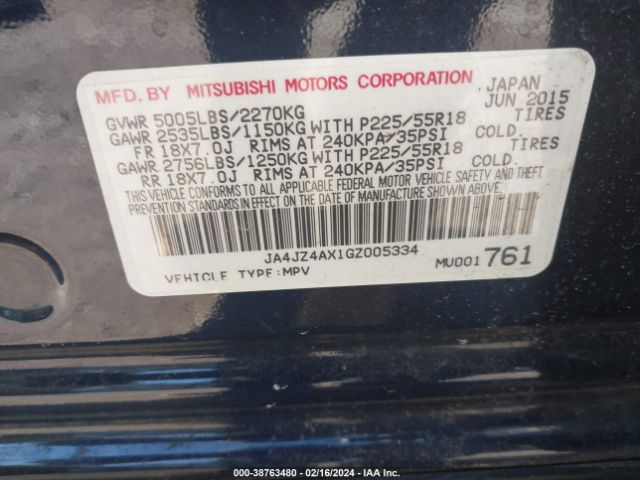 MFD. BY MITSUBISHI MOTORS CORPORATION JAPAN
GVWR 5005LBS/2270KG JUN 2015
GAWR 2535LBS/1150KG WITH P225/55R18 TIRES
FR 18X7.0J RIMS AT 240KPA/35PSI COLD.
GAWR 2756LBS/1250KG WITH P225/55R18 TIRES
RR 18X7.0J RIMS AT 240KPA/35PSI COLD.
THIS VEHICLE CONFORMS TO ALL APPLICABLE FEDERAL MOTOR VEHICLE SAFETY AND THEFT
PREVENTION STANDARDS IN EFFECT ON THE DATE OF MANUFACTURE SHOWN ABOVE.
JA4JZ4AX1GZ005334
VEHICLE TYPE:MPV MU001761
000-38763480 - 02/16/2024 - IAA Inc.